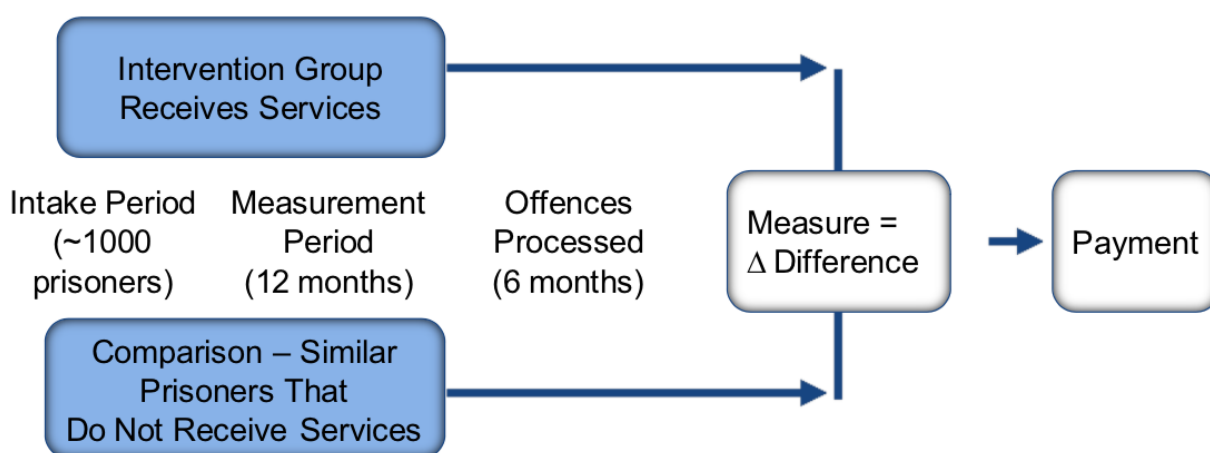 Intervention Group
Receives Services
Intake Period
(~1000
prisoners)
Measurement
Period
(12 months)
Offences
Processed
(6 months)
Measure =
Δ Difference
Payment
Comparison – Similar
Prisoners That
Do Not Receive Services